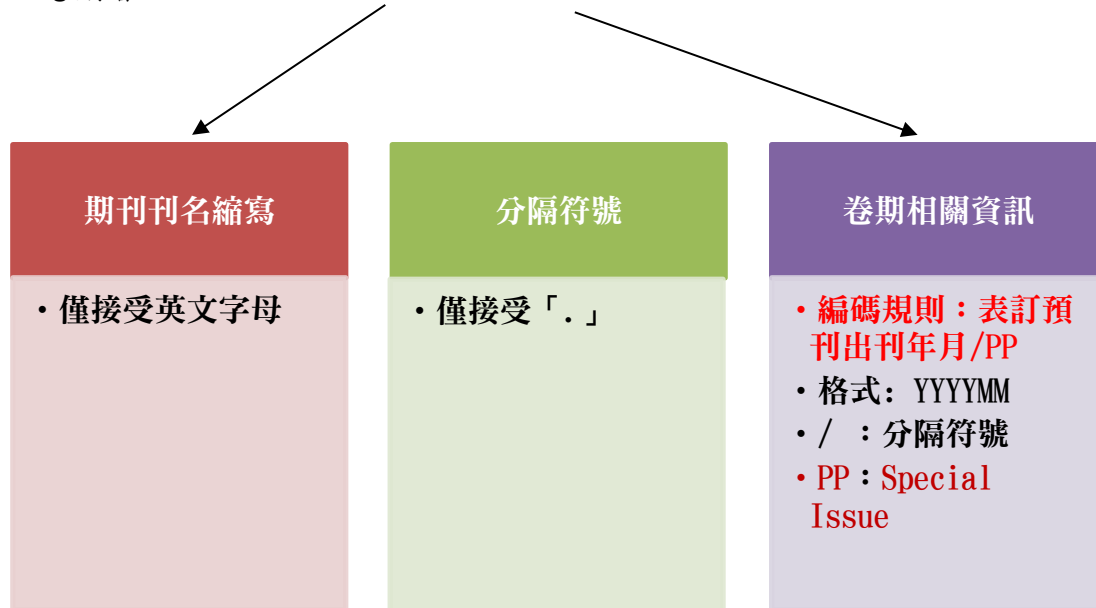 期刊刊名縮寫
・僅接受英文字母
分隔符號
・僅接受「.」
卷期相關資訊
・編碼規則：表訂預
刊出刊年月/PP
・格式: YYYYMM
・/ ：分隔符號
・PP：Special
Issue